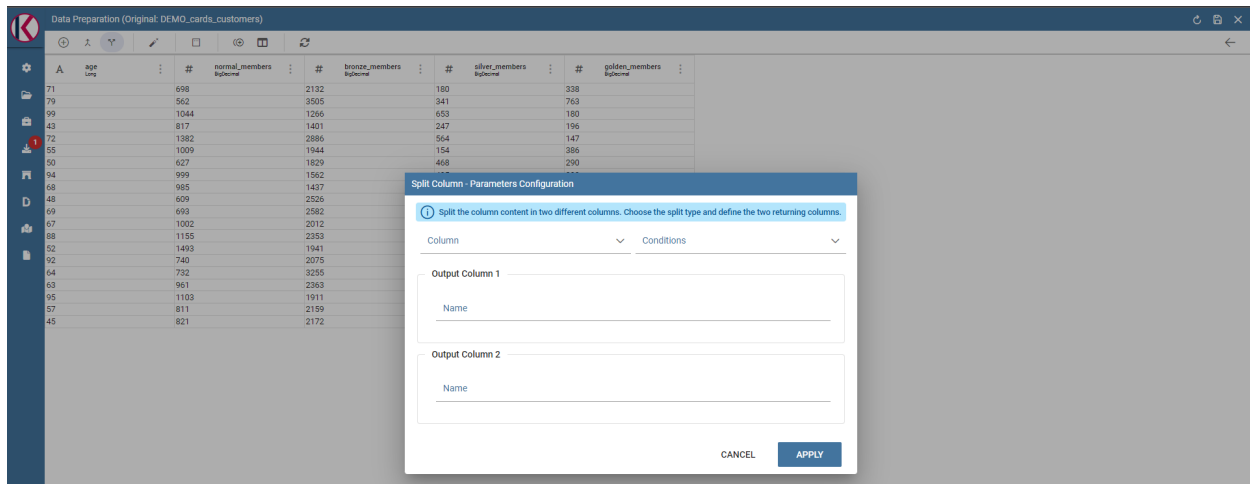 Data Preparation (Original: DEMO_cards_customers)
A age # normal_members # bronze_members # silver_members # golden_members
Long BigDecimal BigDecimal BigDecimal BigDecimal
71 698 2132 180 338
79 562 3505 341 763
99 1044 1266 653 180
43 817 1401 247 196
72 1382 2886 564 147
1
55 1009 1944 154 386
50 627 1829 468 290
94 999 1562
68 985 1437
D
48 609 2526
69 693 2582
67 1002 2012
88 1155 2353
52 1493 1941
92 740 2075
64 732 3255
63 961 2363
95 1103 1911
57 811 2159
45 821 2172
Split Column - Parameters Configuration
Split the column content in two different columns. Choose the split type and define the two returning columns.
Column Conditions
Output Column 1
Name
Output Column 2
Name
CANCEL APPLY